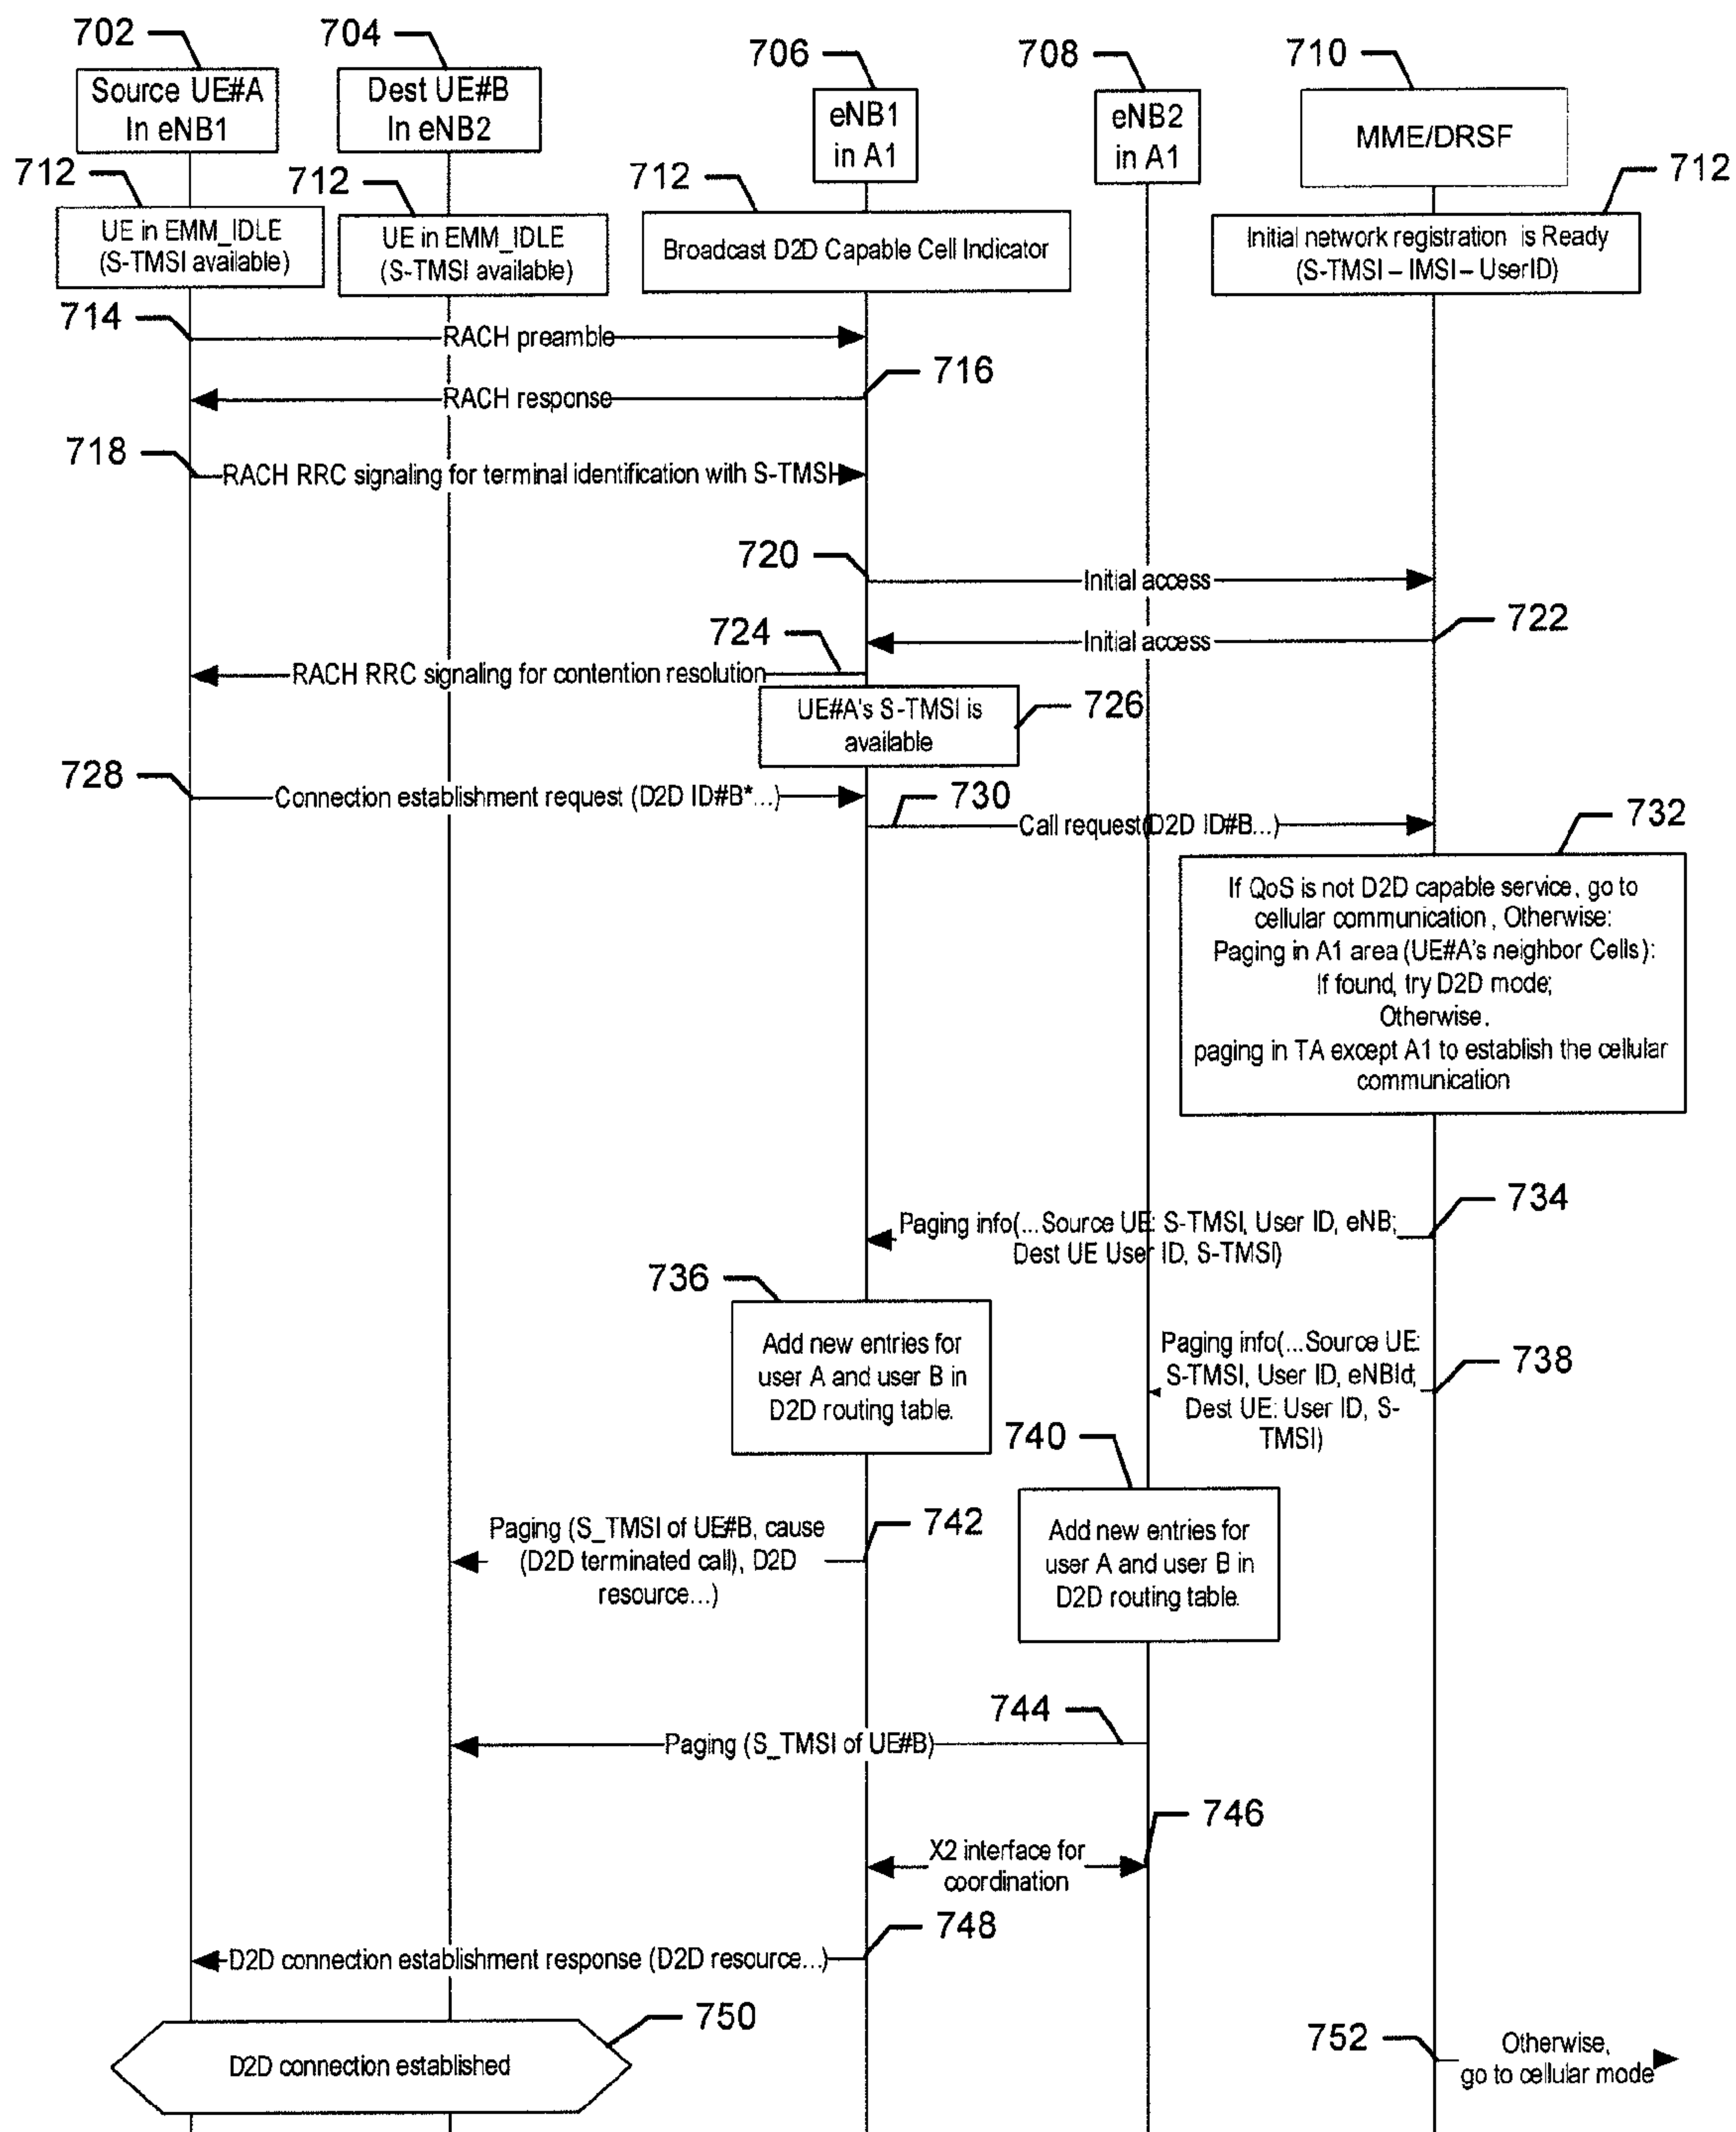 702
704
706
708
710
Source UE#A
In eNB1
Dest UE#B
In eNB2
eNB1
in A1
eNB2
in A1
MME/DRSF
712
712
712
712
UE in EMM_IDLE
(S-TMSI available)
UE in EMM_IDLE
(S-TMSI available)
Broadcast D2D Capable Cell Indicator
Initial network registration is Ready
(S-TMSI – IMSI – UserID)
714
RACH preamble
716
RACH response
718
RACH RRC signaling for terminal identification with S-TMSI
720
Initial access
722
Initial access
724
RACH RRC signaling for contention resolution
UE#A's S-TMSI is
available
726
728
Connection establishment request (D2D ID#B*...)
730
Call request(D2D ID#B...)
732
If QoS is not D2D capable service, go to
cellular communication, Otherwise:
Paging in A1 area (UE#A's neighbor Cells):
If found, try D2D mode;
Otherwise,
paging in TA except A1 to establish the cellular
communication
734
Paging info(...Source UE: S-TMSI, User ID, eNB;
Dest UE User ID, S-TMSI)
736
Add new entries for
user A and user B in
D2D routing table.
Paging info(...Source UE:
S-TMSI, User ID, eNBId;
Dest UE: User ID, S-
TMSI)
738
740
Add new entries for
user A and user B in
D2D routing table.
Paging (S_TMSI of UE#B, cause
(D2D terminated call), D2D
resource...)
742
744
Paging (S_TMSI of UE#B)
746
X2 interface for
coordination
748
D2D connection establishment response (D2D resource...)
750
D2D connection established
752
Otherwise,
go to cellular mode